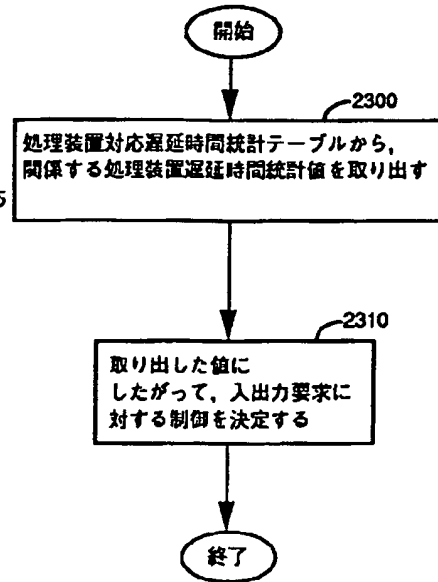 開始
2300
処理装置対応遅延時間統計テーブルから,
関係する処理装置遅延時間統計値を取り出す
5
2310
取り出した値に
したがって，入出力要求に
対する制御を決定する
終了